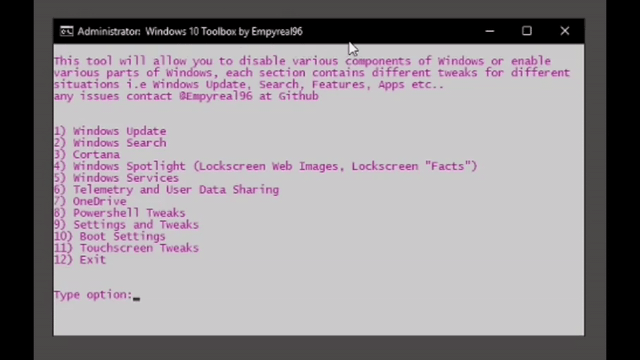 Administrator: Windows 10 Toolbox by Empyreal96
This tool will allow you to disable various components of Windows or enable
various parts of Windows, each section contains different tweaks for different
situations i.e Windows Update, Search, Features, Apps etc..
any issues contact @Empyreal96 at Github
1) Windows Update
2) Windows Search
3) Cortana
4) Windows Spotlight (Lockscreen Web Images, Lockscreen "Facts")
5) Windows Services
6) Telemetry and User Data Sharing
7) OneDrive
8) Powershell Tweaks
9) Settings and Tweaks
10) Boot Settings
11) Touchscreen Tweaks
12) Exit
Type option:_